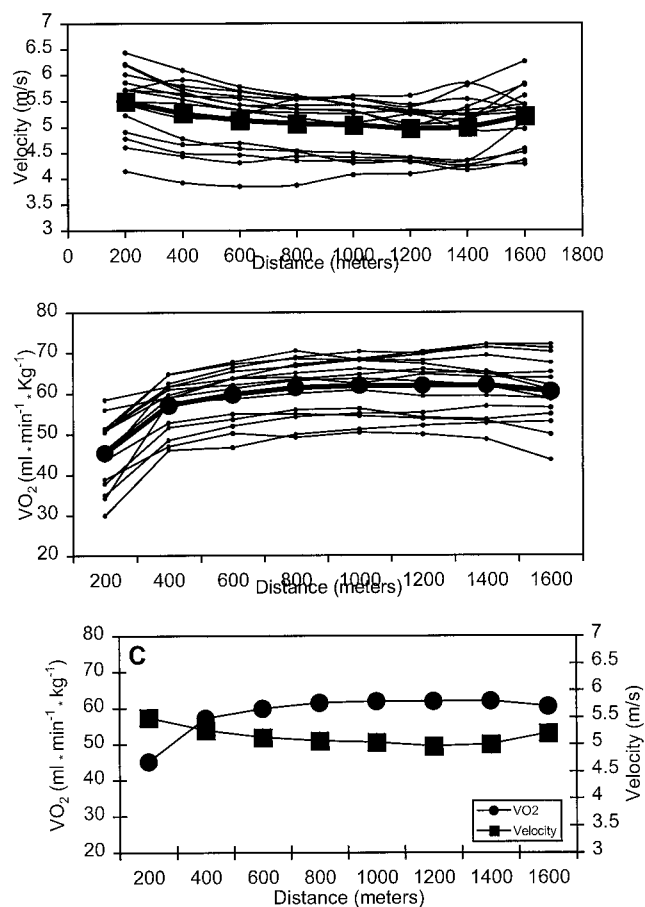 7
6.5
6
5.5
5
4.5
4
3.5
3
Velocity (m/s)
0 200 400 600 800 1000 1200 1400 1600 1800
Distance (meters)
80
70
60
50
40
30
20
VO2 (ml • min-1 • Kg-1)
200 400 600 800 1000 1200 1400 1600
Distance (meters)
C
80
70
60
50
40
30
20
VO2 (ml • min-1 • kg-1)
7
6.5
6
5.5
5
4.5
4
3.5
3
Velocity (m/s)
VO2
Velocity
200 400 600 800 1000 1200 1400 1600
Distance (meters)